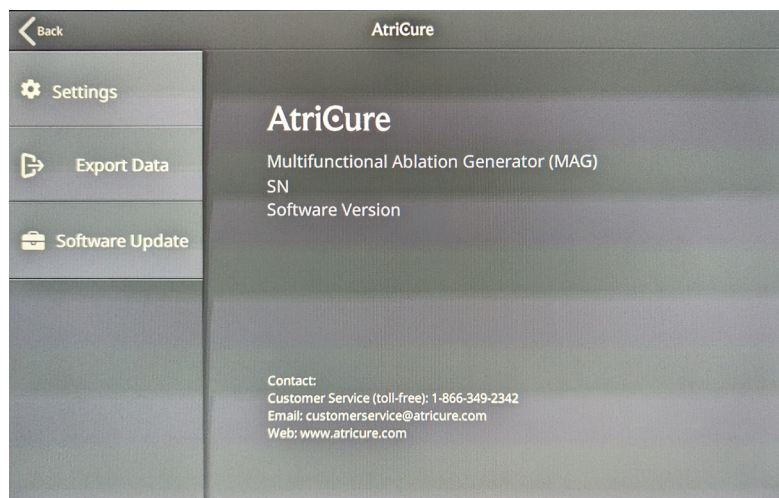 Back
AtriCure
Settings
Export Data
Software Update
AtriCure
Multifunctional Ablation Generator (MAG)
SN
Software Version
Contact:
Customer Service (toll-free): 1-866-349-2342
Email: customerservice@atricure.com
Web: www.atricure.com